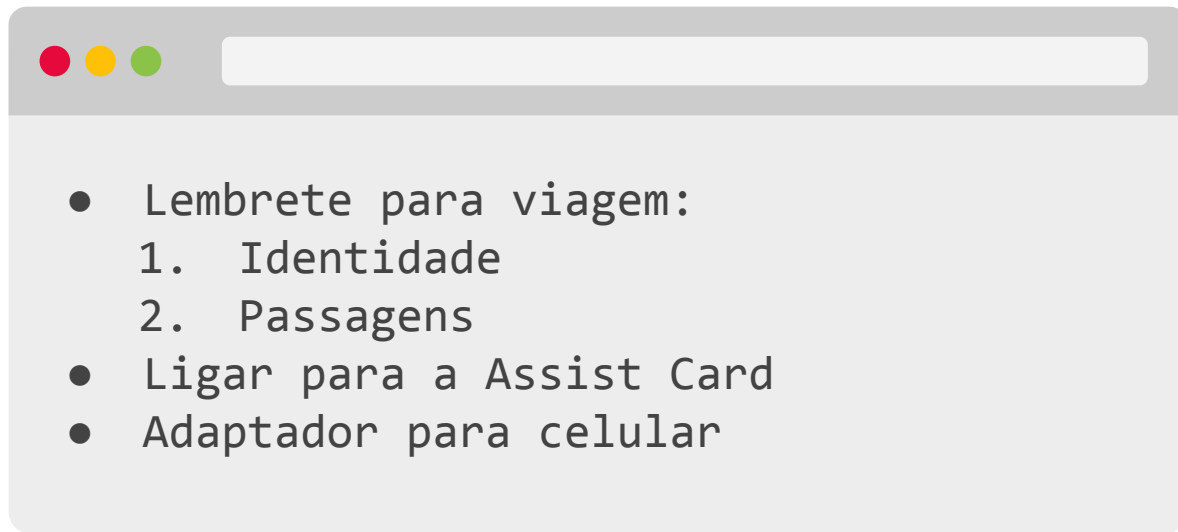 ● Lembrete para viagem:
1. Identidade
2. Passagens
● Ligar para a Assist Card
● Adaptador para celular